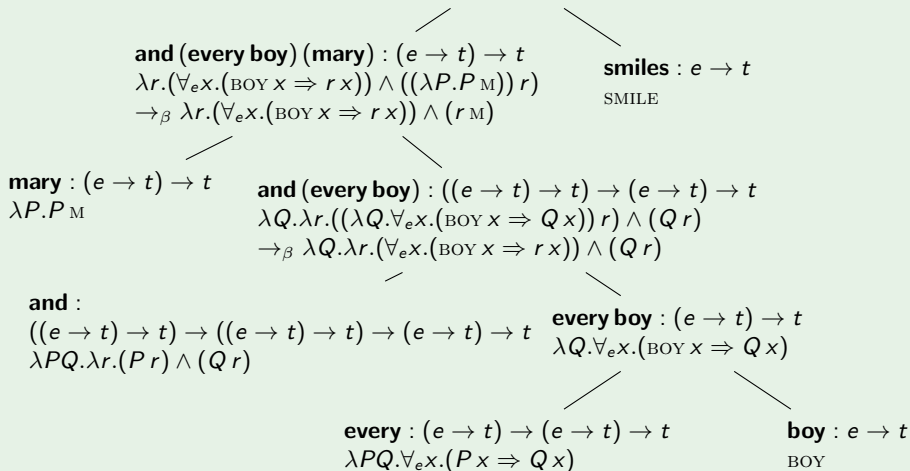 and (every boy) (mary) : (e → t) → t
λr.(∀ₑx.(BOY x ⇒ r x)) ∧ ((λP.P M)) r)
→β λr.(∀ₑx.(BOY x ⇒ r x)) ∧ (r M)
smiles : e → t
SMILE
mary : (e → t) → t
λP.P M
and (every boy) : ((e → t) → t) → (e → t) → t
λQ.λr.((λQ.∀ₑx.(BOY x ⇒ Q x)) r) ∧ (Q r)
→β λQ.λr.(∀ₑx.(BOY x ⇒ r x)) ∧ (Q r)
and :
((e → t) → t) → ((e → t) → t) → (e → t) → t
λPQ.λr.(P r) ∧ (Q r)
every boy : (e → t) → t
λQ.∀ₑx.(BOY x ⇒ Q x)
every : (e → t) → (e → t) → t
λPQ.∀ₑx.(P x ⇒ Q x)
boy : e → t
BOY